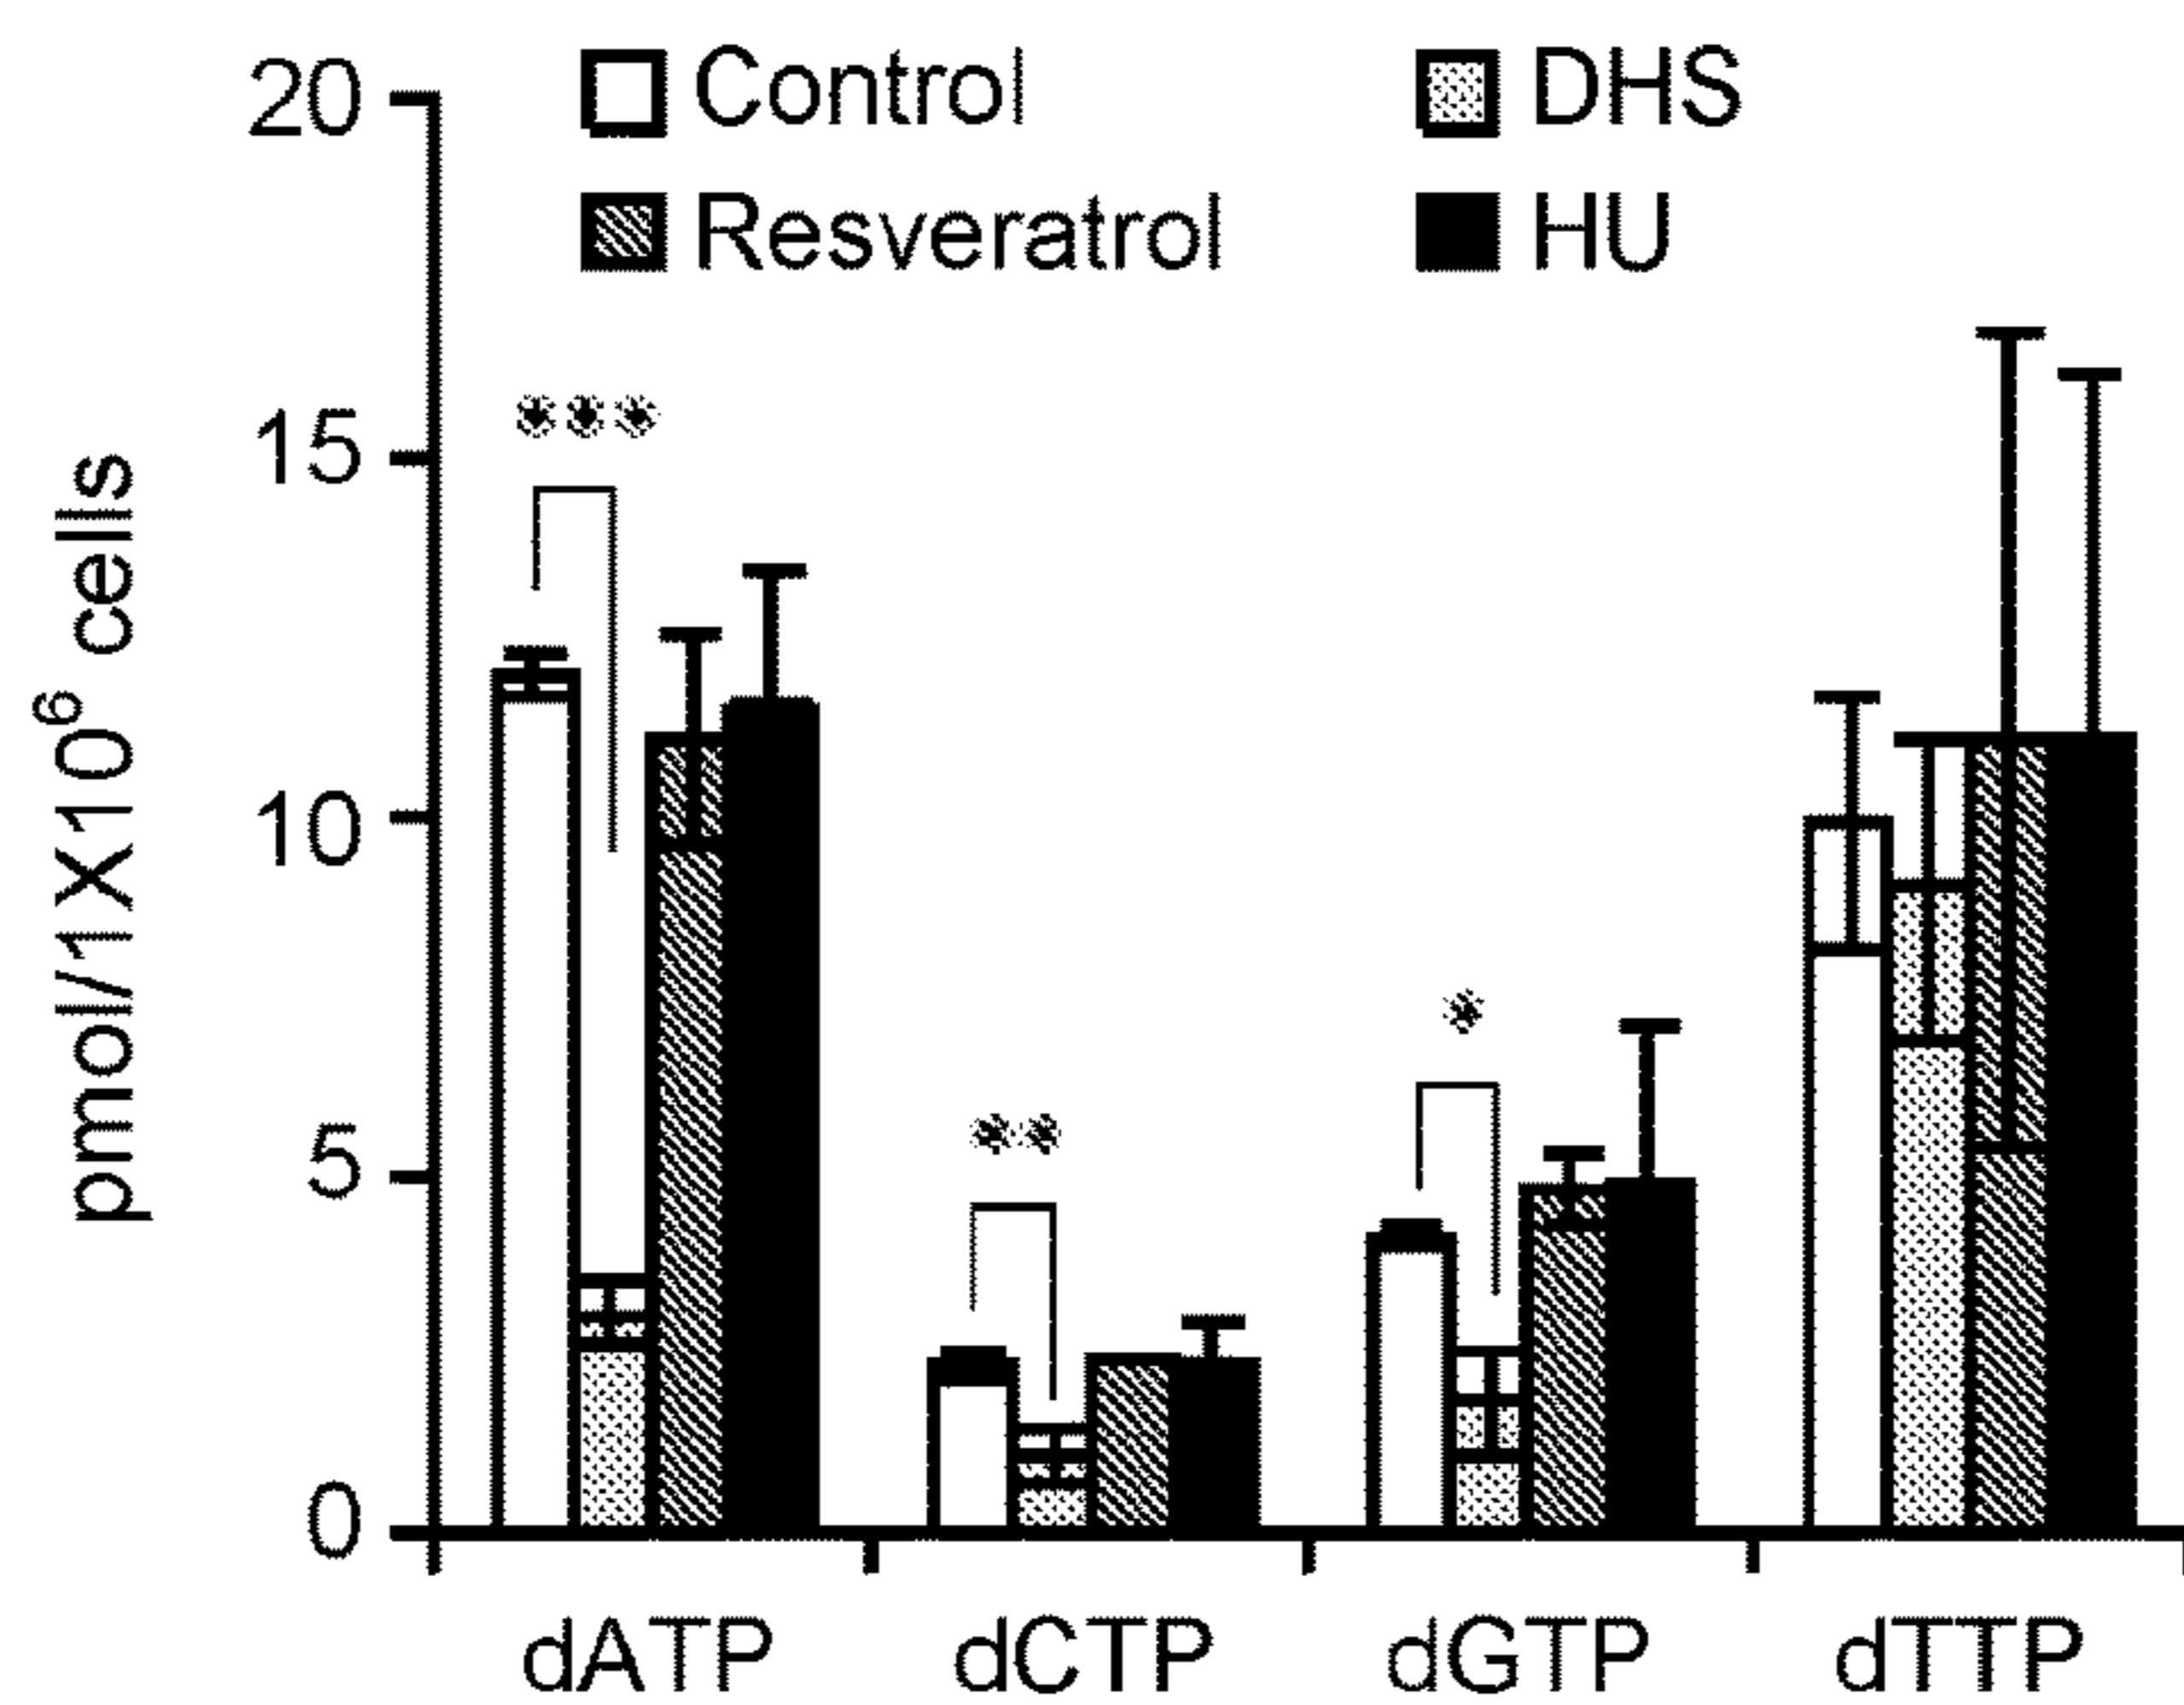 Control
DHS
Resveratrol
HU
20
15
10
5
0
pmol/1X10⁶ cells
***
**
*
dATP
dCTP
dGTP
dTTP